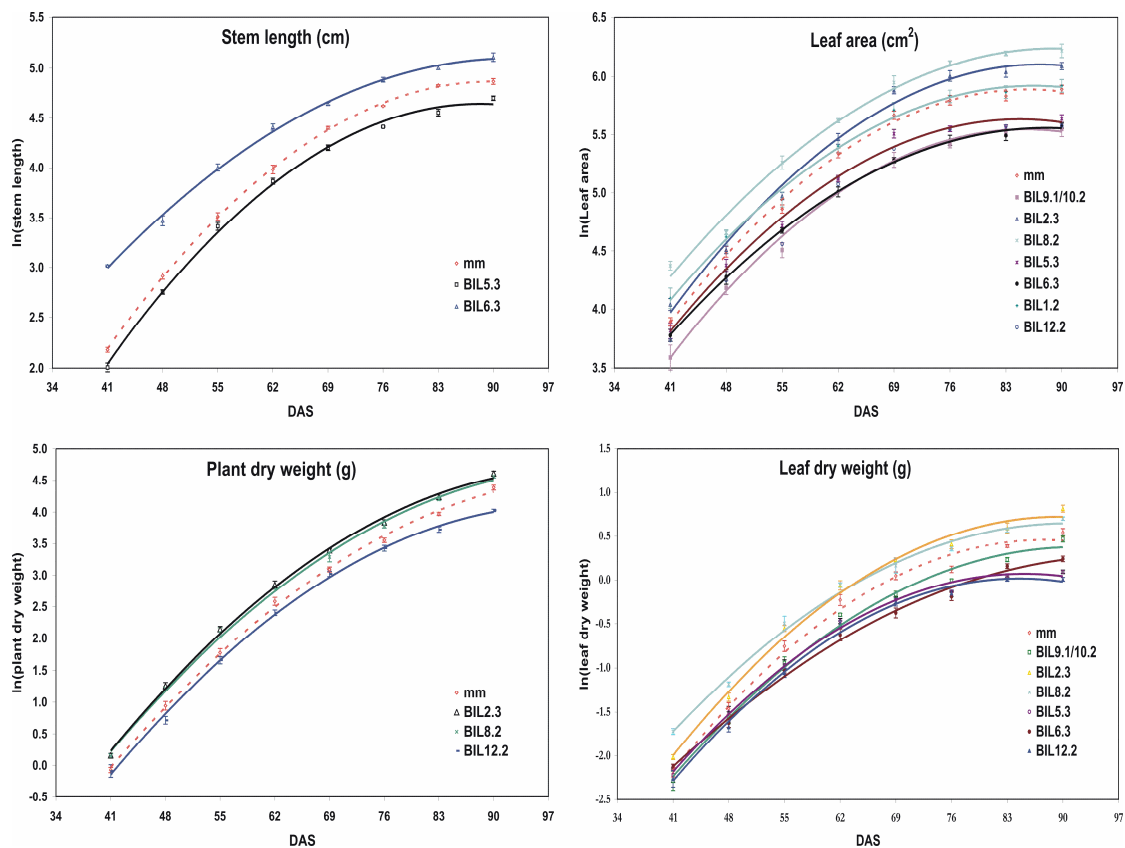 Stem length (cm)
ln(stem length)
5.5
5.0
4.5
4.0
3.5
3.0
2.5
2.0
34 41 48 55 62 69 76 83 90 97
DAS
mm
BIL5.3
BIL6.3
Leaf area (cm²)
ln(Leaf area)
6.5
6.0
5.5
5.0
4.5
4.0
3.5
34 41 48 55 62 69 76 83 90 97
DAS
mm
BIL9.1/10.2
BIL2.3
BIL8.2
BIL5.3
BIL6.3
BIL1.2
BIL12.2
Plant dry weight (g)
ln(plant dry weight)
5.0
4.5
4.0
3.5
3.0
2.5
2.0
1.5
1.0
0.5
0.0
-0.5
34 41 48 55 62 69 76 83 90 97
DAS
mm
BIL2.3
BIL8.2
BIL12.2
Leaf dry weight (g)
ln(leaf dry weight)
1.5
1.0
0.5
0.0
-0.5
-1.0
-1.5
-2.0
-2.5
34 41 48 55 62 69 76 83 90 97
DAS
mm
BIL9.1/10.2
BIL2.3
BIL8.2
BIL5.3
BIL6.3
BIL12.2